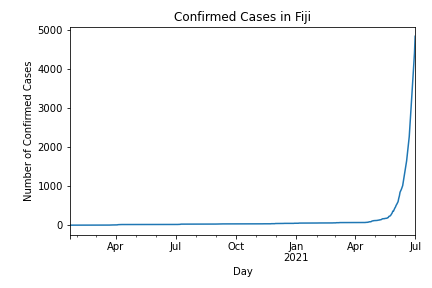 Confirmed Cases in Fiji
Number of Confirmed Cases
5000
4000
3000
2000
1000
0
Apr
Jul
Oct
Jan
2021
Apr
Jul
Day